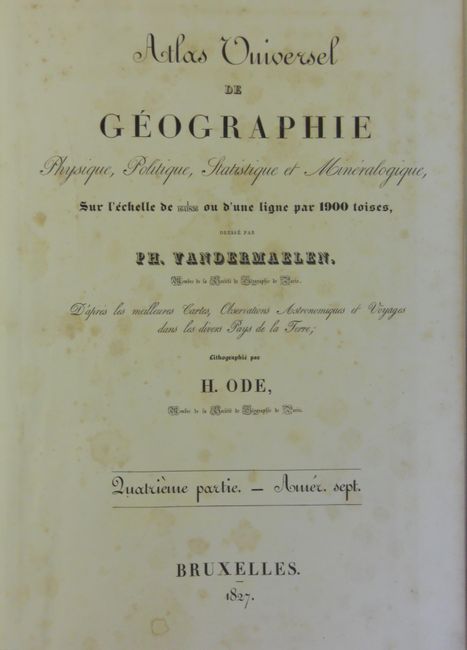 Atlas Universel
DE
GÉOGRAPHIE
Physique, Politique, Statistique et Minéralogique,
Sur l'échelle de ou d'une ligne par 1900 toises,
DRESSÉ PAR
PH. VANDERMAELEN,
Membre de la Société de Géographie de Paris.
D'après les meilleures Cartes, Observations Astronomiques et Voyages
dans les divers Pays de la Terre;
Lithographié par
H. ODE,
Membre de la Société de Géographie de Paris.
Quatrième partie. — Amér. sept.
BRUXELLES.
1827.